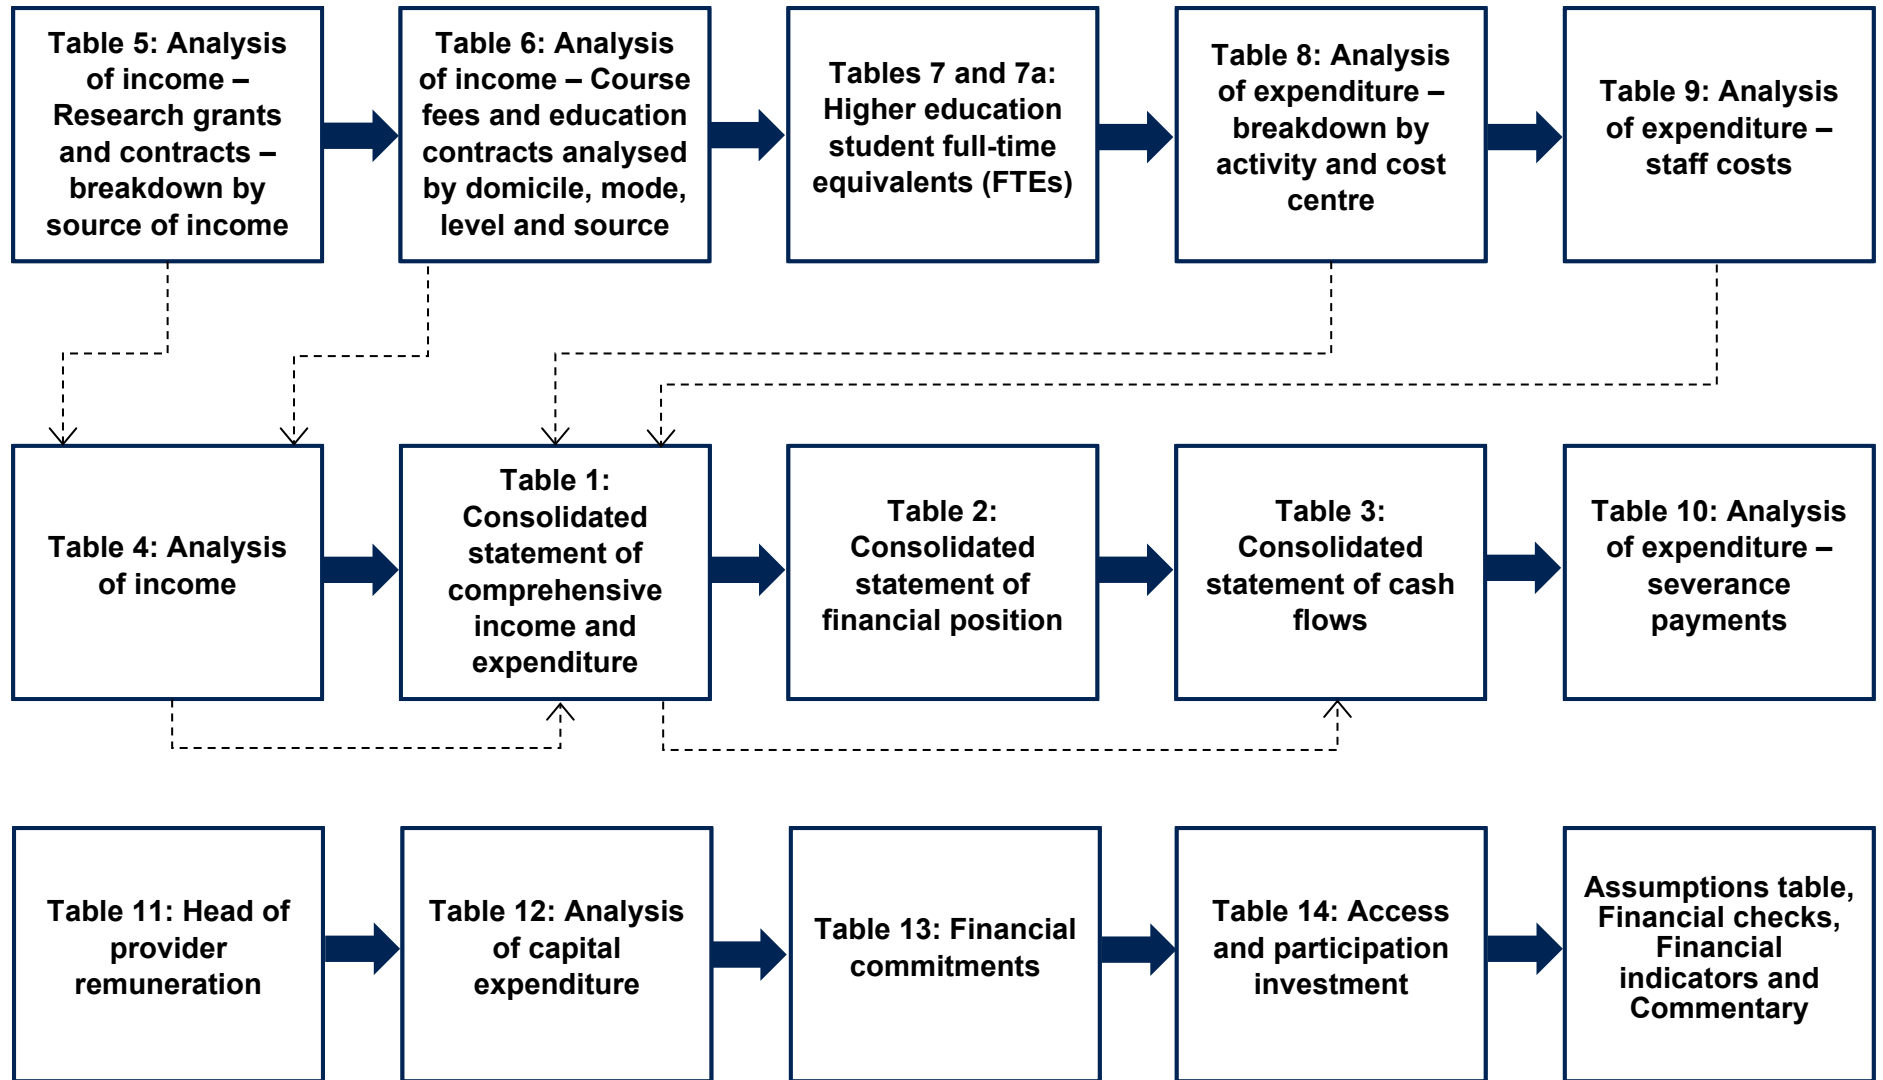 Table 5: Analysis
of income –
Research grants
and contracts –
breakdown by
source of income
Table 6: Analysis
of income – Course
fees and education
contracts analysed
by domicile, mode,
level and source
Tables 7 and 7a:
Higher education
student full-time
equivalents (FTEs)
Table 8: Analysis
of expenditure –
breakdown by
activity and cost
centre
Table 9: Analysis
of expenditure –
staff costs
Table 4: Analysis
of income
Table 1:
Consolidated
statement of
comprehensive
income and
expenditure
Table 2:
Consolidated
statement of
financial position
Table 3:
Consolidated
statement of cash
flows
Table 10: Analysis
of expenditure –
severance
payments
Table 11: Head of
provider
remuneration
Table 12: Analysis
of capital
expenditure
Table 13: Financial
commitments
Table 14: Access
and participation
investment
Assumptions table,
Financial checks,
Financial
indicators and
Commentary